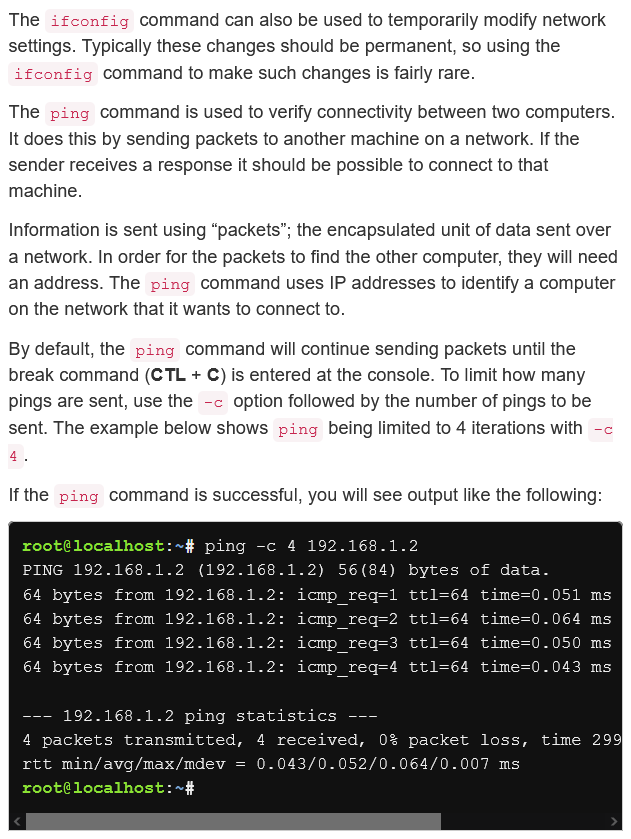 The ifconfig command can also be used to temporarily modify network
settings. Typically these changes should be permanent, so using the
ifconfig command to make such changes is fairly rare.
The ping command is used to verify connectivity between two computers.
It does this by sending packets to another machine on a network. If the
sender receives a response it should be possible to connect to that
machine.
Information is sent using “packets”; the encapsulated unit of data sent over
a network. In order for the packets to find the other computer, they will need
an address. The ping command uses IP addresses to identify a computer
on the network that it wants to connect to.
By default, the ping command will continue sending packets until the
break command (CTL + C) is entered at the console. To limit how many
pings are sent, use the -c option followed by the number of pings to be
sent. The example below shows ping being limited to 4 iterations with -c
4.
If the ping command is successful, you will see output like the following:
root@localhost:~# ping -c 4 192.168.1.2
PING 192.168.1.2 (192.168.1.2) 56(84) bytes of data.
64 bytes from 192.168.1.2: icmp_req=1 ttl=64 time=0.051 ms
64 bytes from 192.168.1.2: icmp_req=2 ttl=64 time=0.064 ms
64 bytes from 192.168.1.2: icmp_req=3 ttl=64 time=0.050 ms
64 bytes from 192.168.1.2: icmp_req=4 ttl=64 time=0.043 ms
--- 192.168.1.2 ping statistics ---
4 packets transmitted, 4 received, 0% packet loss, time 299
rtt min/avg/max/mdev = 0.043/0.052/0.064/0.007 ms
root@localhost:~#